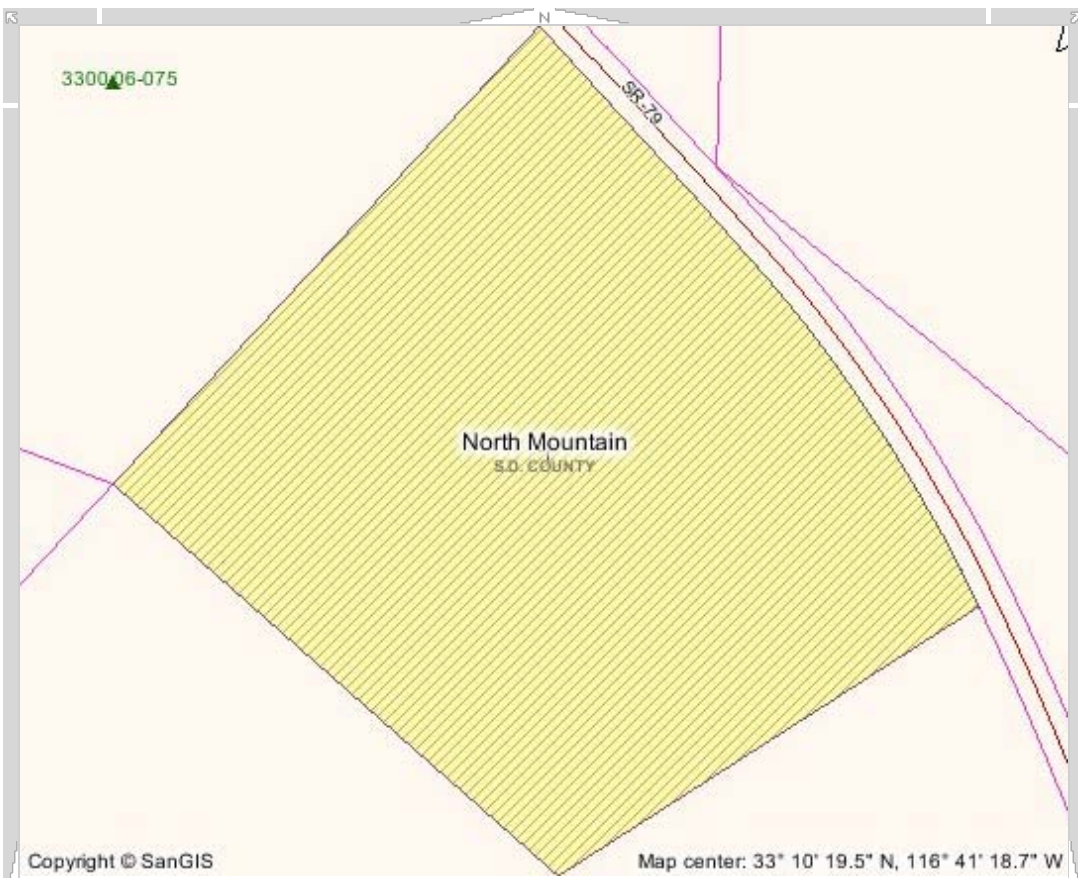 N
3300 06-075
SR-79
North Mountain
S.D. COUNTY
Copyright © SanGIS
Map center: 33° 10' 19.5" N, 116° 41' 18.7" W